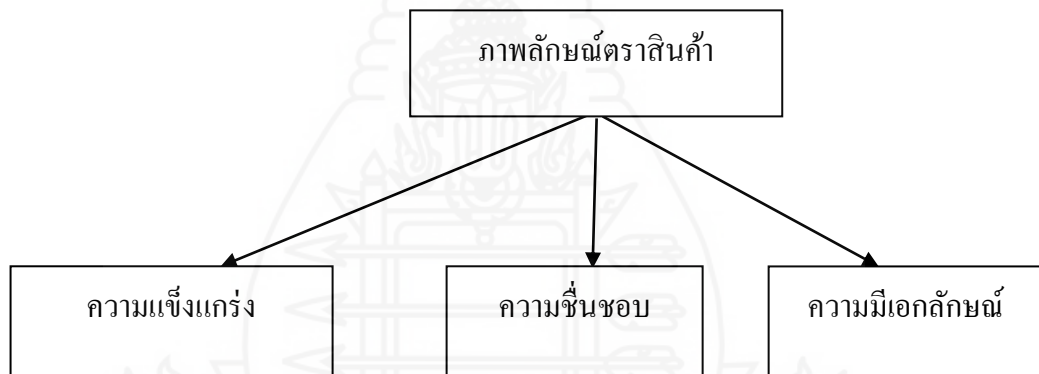 ภาพลักษณ์ตราสินค้า
ความแข็งแกร่ง
ความชื่นชอบ
ความมีเอกลักษณ์